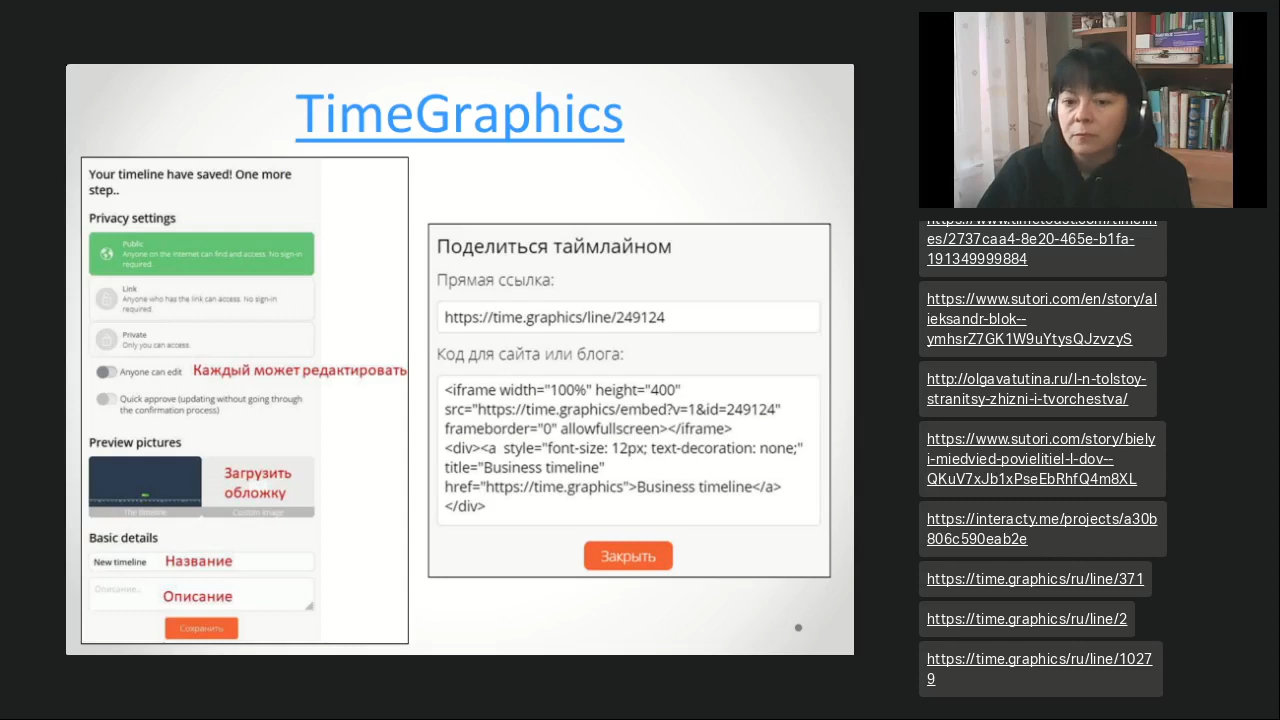 TimeGraphics
Your timeline have saved! One more
step..
Privacy settings
Public
Anyone on the internet can find and access. No sign-in
required.
Link
Anyone who has the link can access. No sign-in
required.
Private
Only you can access.
Anyone can edit
Каждый может редактировать
Quick approve (updating without going through
the confirmation process)
Preview pictures
The timeline
Загрузить
обложку
Custom image
Basic details
New timeline
Название
Описание...
Описание
Сохранить
Поделиться таймлайном
Прямая ссылка:
https://time.graphics/line/249124
Код для сайта или блога:
<iframe width="100%" height="400"
src="https://time.graphics/embed?v=1&id=249124"
frameborder="0" allowfullscreen></iframe>
<div><a style="font-size: 12px; text-decoration: none;"
title="Business timeline"
href="https://time.graphics">Business timeline</a>
</div>
Закрыть
https://www.timetoast.com/timelin
es/2737caa4-8e20-465e-b1fa-
191349999884
https://www.sutori.com/en/story/al
ieksandr-blok--
ymhsrZ7GK1W9uYtysQJzvzyS
http://olgavatutina.ru/l-n-tolstoy-
stranitsy-zhizni-i-tvorchestva/
https://www.sutori.com/story/biely
i-miedvied-povielitiel-l-dov--
QKuV7xJb1xPseEbRhfQ4m8XL
https://interacty.me/projects/a30b
806c590eab2e
https://time.graphics/ru/line/371
https://time.graphics/ru/line/2
https://time.graphics/ru/line/1027
9